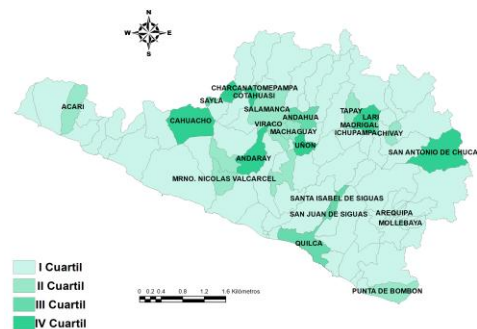 N
W E
S
CHARCANATOMEPAMPA
COTAHUASI
SAYLA
ACARI
SALAMANCA
TAPAY
CAHUACHO
ANDAHUA
LARI
VIRACO
MADRIGAL
MACHAGUAY
ICHUPAMPA
CHIVAY
UÑON
SAN ANTONIO DE CHUCA
ANDARAY
MRNO. NICOLAS VALCARCEL
SANTA ISABEL DE SIGUAS
SAN JUAN DE SIGUAS
AREQUIPA
MOLLEBAYA
QUILCA
PUNTA DE BOMBON
I Cuartil
II Cuartil
III Cuartil
IV Cuartil
0 0.2 0.4 0.8 1.2 1.6 Kilómetros